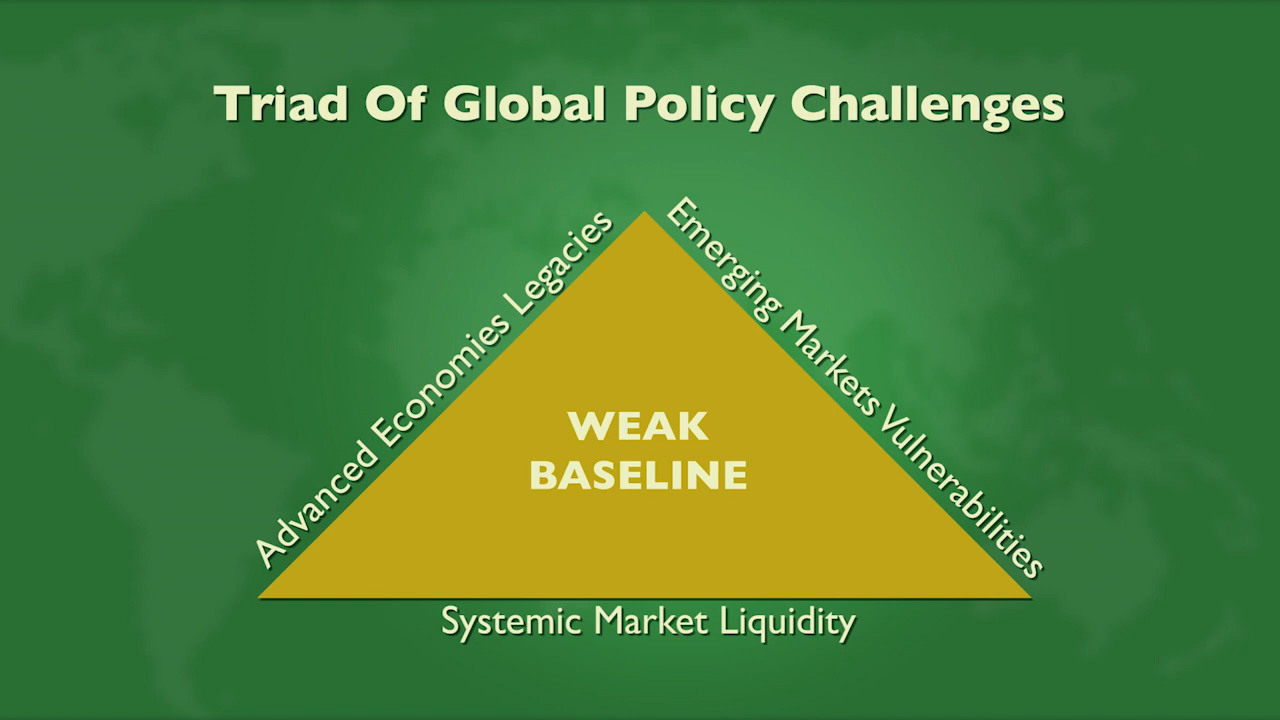 Triad Of Global Policy Challenges
Advanced Economies Legacies
Emerging Markets Vulnerabilities
WEAK
BASELINE
Systemic Market Liquidity